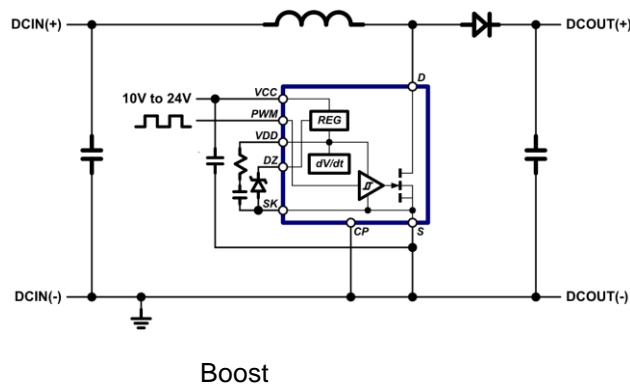 DCIN(+)
DCOUT(+)
D
10V to 24V
VCC
PWM
REG
VDD
DZ
dV/dt
SK
CP
S
DCIN(-)
DCOUT(-)
Boost